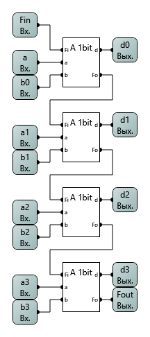 Fin
Вх.
A 1bit
d0
Вых.
Fi
d
a
Вх.
a
b0
Вх.
b
Fo
a1
Вх.
A 1bit
d1
Вых.
Fi
d
a
b1
Вх.
b
Fo
a2
Вх.
A 1bit
d2
Вых.
Fi
d
a
b2
Вх.
b
Fo
a3
Вх.
A 1bit
d3
Вых.
Fi
d
a
b3
Вх.
b
Fo
Fout
Вых.